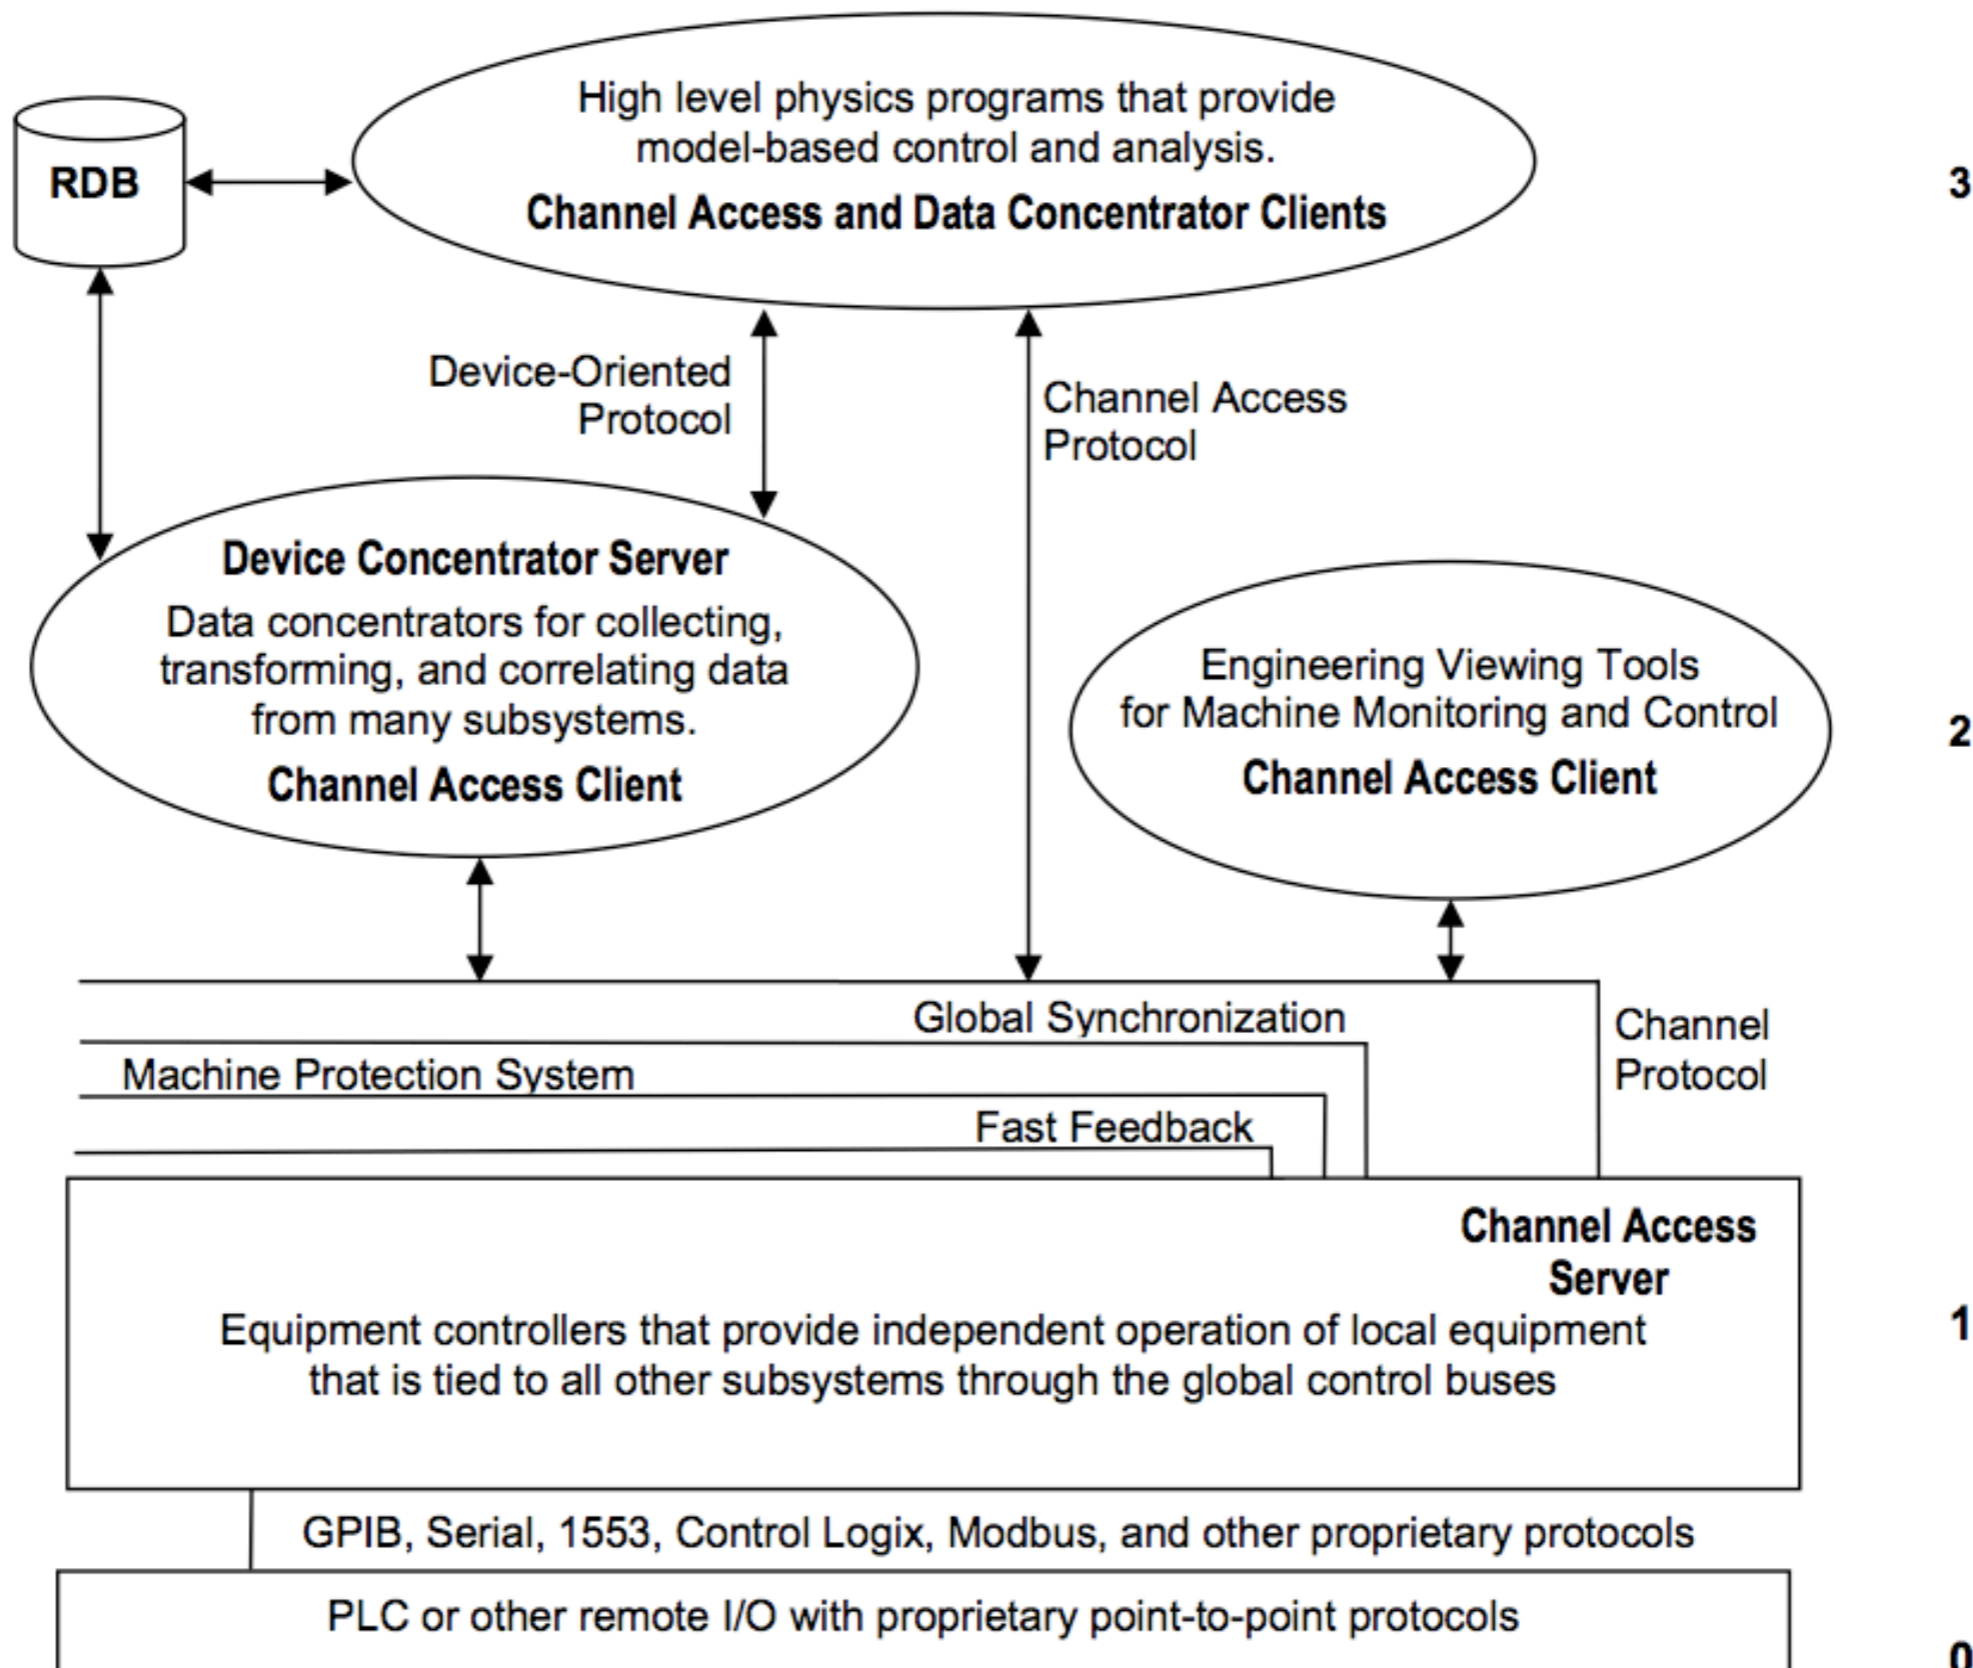 High level physics programs that provide
model-based control and analysis.
RDB
3
Channel Access and Data Concentrator Clients
Device-Oriented
Protocol
Channel Access
Protocol
Device Concentrator Server
Data concentrators for collecting,
transforming, and correlating data
from many subsystems.
Channel Access Client
Engineering Viewing Tools
for Machine Monitoring and Control
Channel Access Client
2
Global Synchronization
Channel
Protocol
Machine Protection System
Fast Feedback
Channel Access
Server
Equipment controllers that provide independent operation of local equipment
that is tied to all other subsystems through the global control buses
1
GPIB, Serial, 1553, Control Logix, Modbus, and other proprietary protocols
PLC or other remote I/O with proprietary point-to-point protocols
0